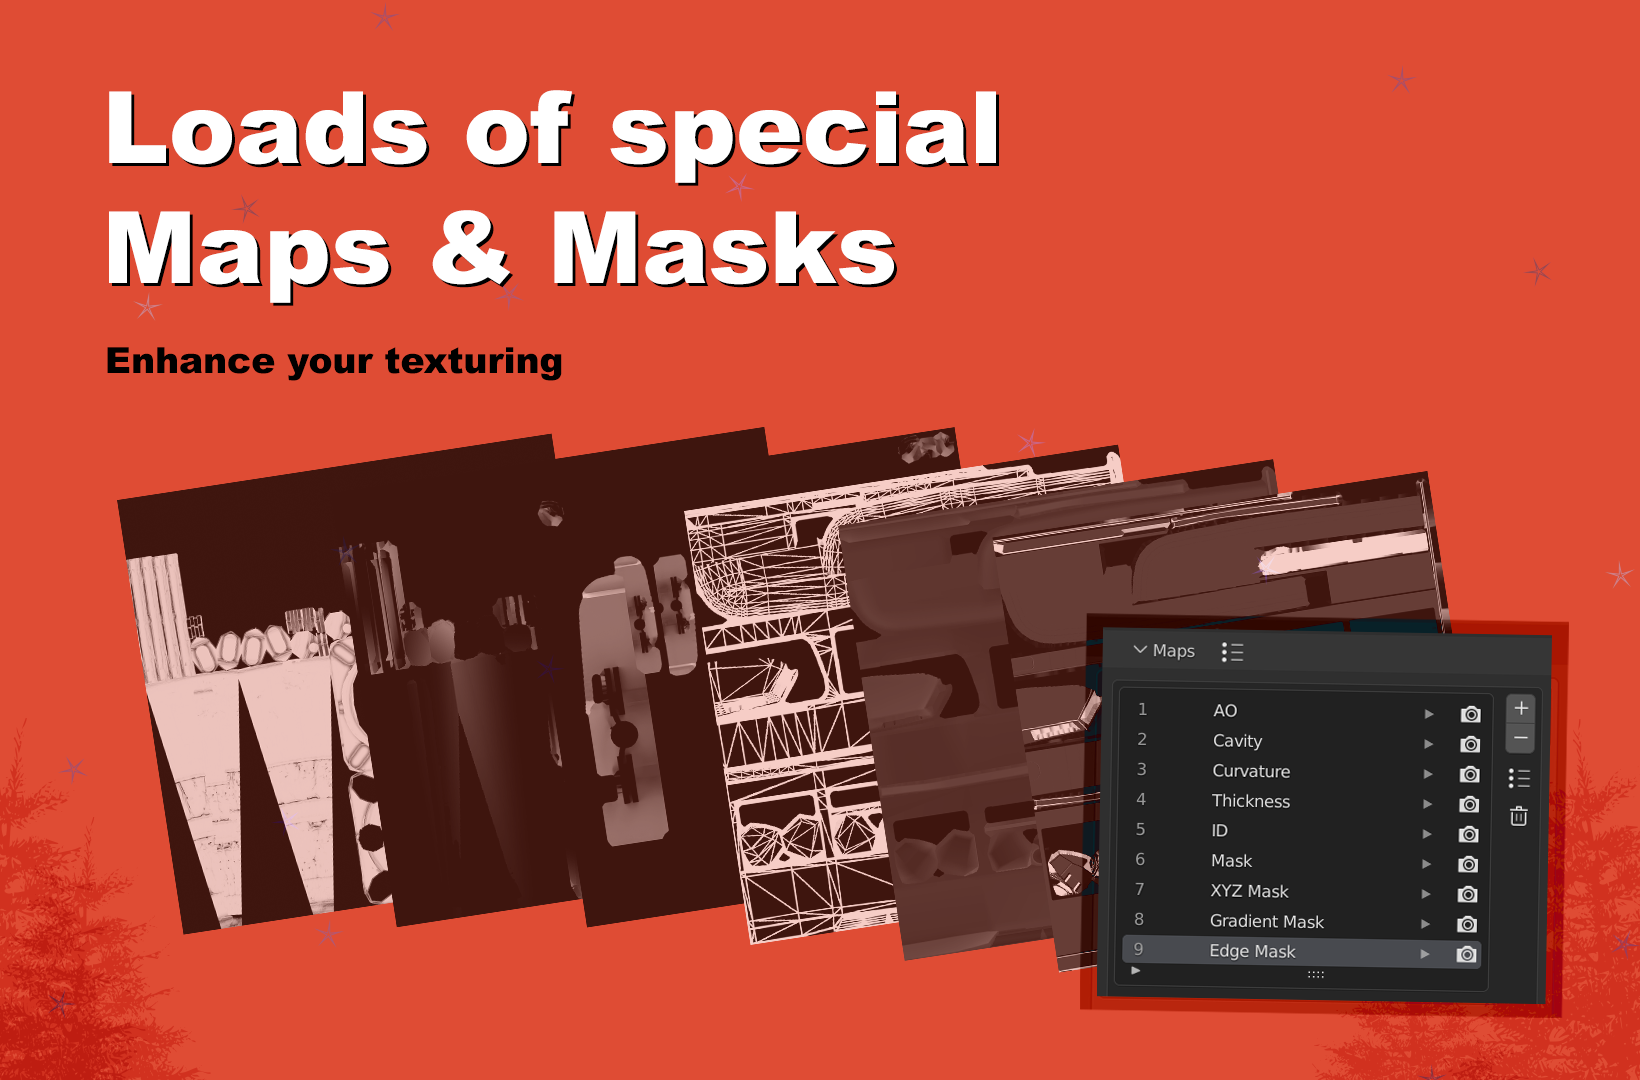 Loads of special
Maps & Masks
Enhance your texturing
Maps
1 AO
2 Cavity
3 Curvature
4 Thickness
5 ID
6 Mask
7 XYZ Mask
8 Gradient Mask
9 Edge Mask